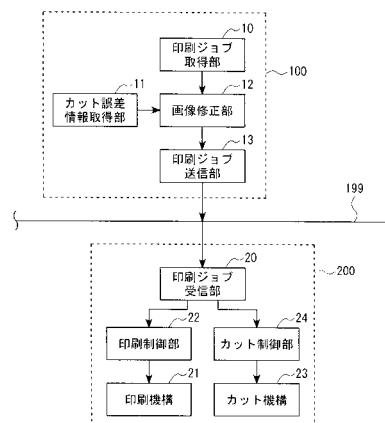 10
印刷ジョブ
取得部
100
11
カット誤差
情報取得部
12
画像修正部
13
印刷ジョブ
送信部
199
20
印刷ジョブ
受信部
200
22
印刷制御部
24
カット制御部
21
印刷機構
23
カット機構